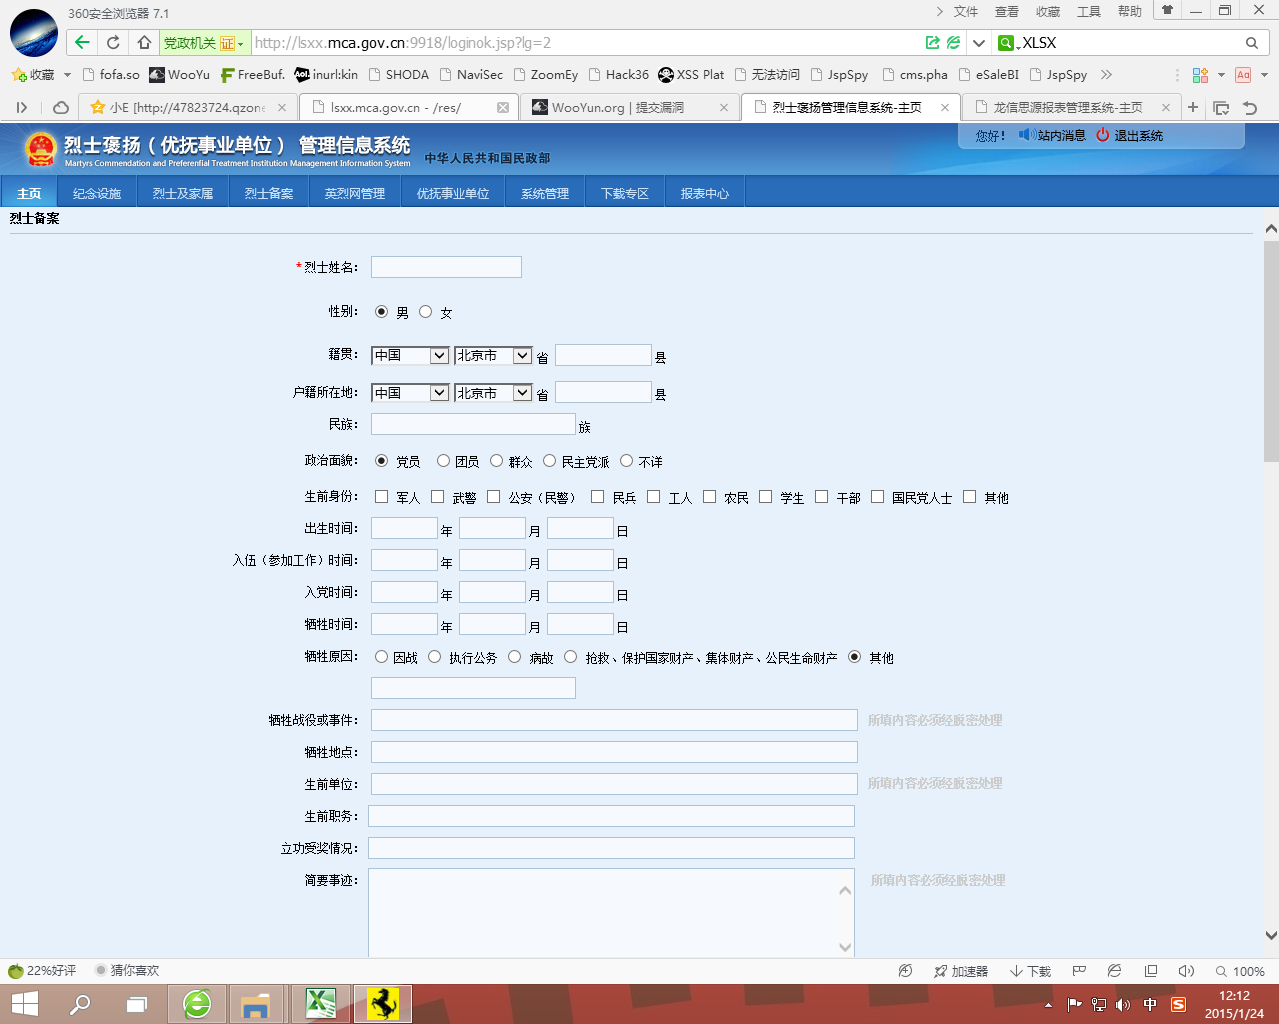 360安全浏览器 7.1
文件 查看 收藏 工具 帮助
党政机关 证 http://lsxx.mca.gov.cn:9918/loginok.jsp?lg=2 XLSX
收藏 fofa.so WooYu FreeBuf. inurl:kin SHODA NaviSec ZoomEy Hack36 XSS Plat 无法访问 JspSpy cms.pha eSaleBI JspSpy
小E [http://47823724.qzone lsxx.mca.gov.cn - /res/ WooYun.org | 提交漏洞 烈士褒扬管理信息系统-主页 龙信思源报表管理系统-主页
烈士褒扬（优抚事业单位） 管理信息系统
Martyrs Commendation and Preferential Treatment Institution Management Information System
中华人民共和国民政部
您好！ 站内消息 退出系统
主页 纪念设施 烈士及家属 烈士备案 英烈网管理 优抚事业单位 系统管理 下载专区 报表中心
烈士备案
*烈士姓名：
性别： 男 女
籍贯： 中国 北京市 省 县
户籍所在地： 中国 北京市 省 县
民族： 族
政治面貌： 党员 团员 群众 民主党派 不详
生前身份： 军人 武警 公安（民警） 民兵 工人 农民 学生 干部 国民党人士 其他
出生时间： 年 月 日
入伍（参加工作）时间： 年 月 日
入党时间： 年 月 日
牺牲时间： 年 月 日
牺牲原因： 因战 执行公务 病故 抢救、保护国家财产、集体财产、公民生命财产 其他
牺牲战役或事件： 所填内容必须经脱密处理
牺牲地点：
生前单位： 所填内容必须经脱密处理
生前职务：
立功受奖情况：
简要事迹： 所填内容必须经脱密处理
22%好评 猜你喜欢 加速器 下载 100%
中 12:12
2015/1/24